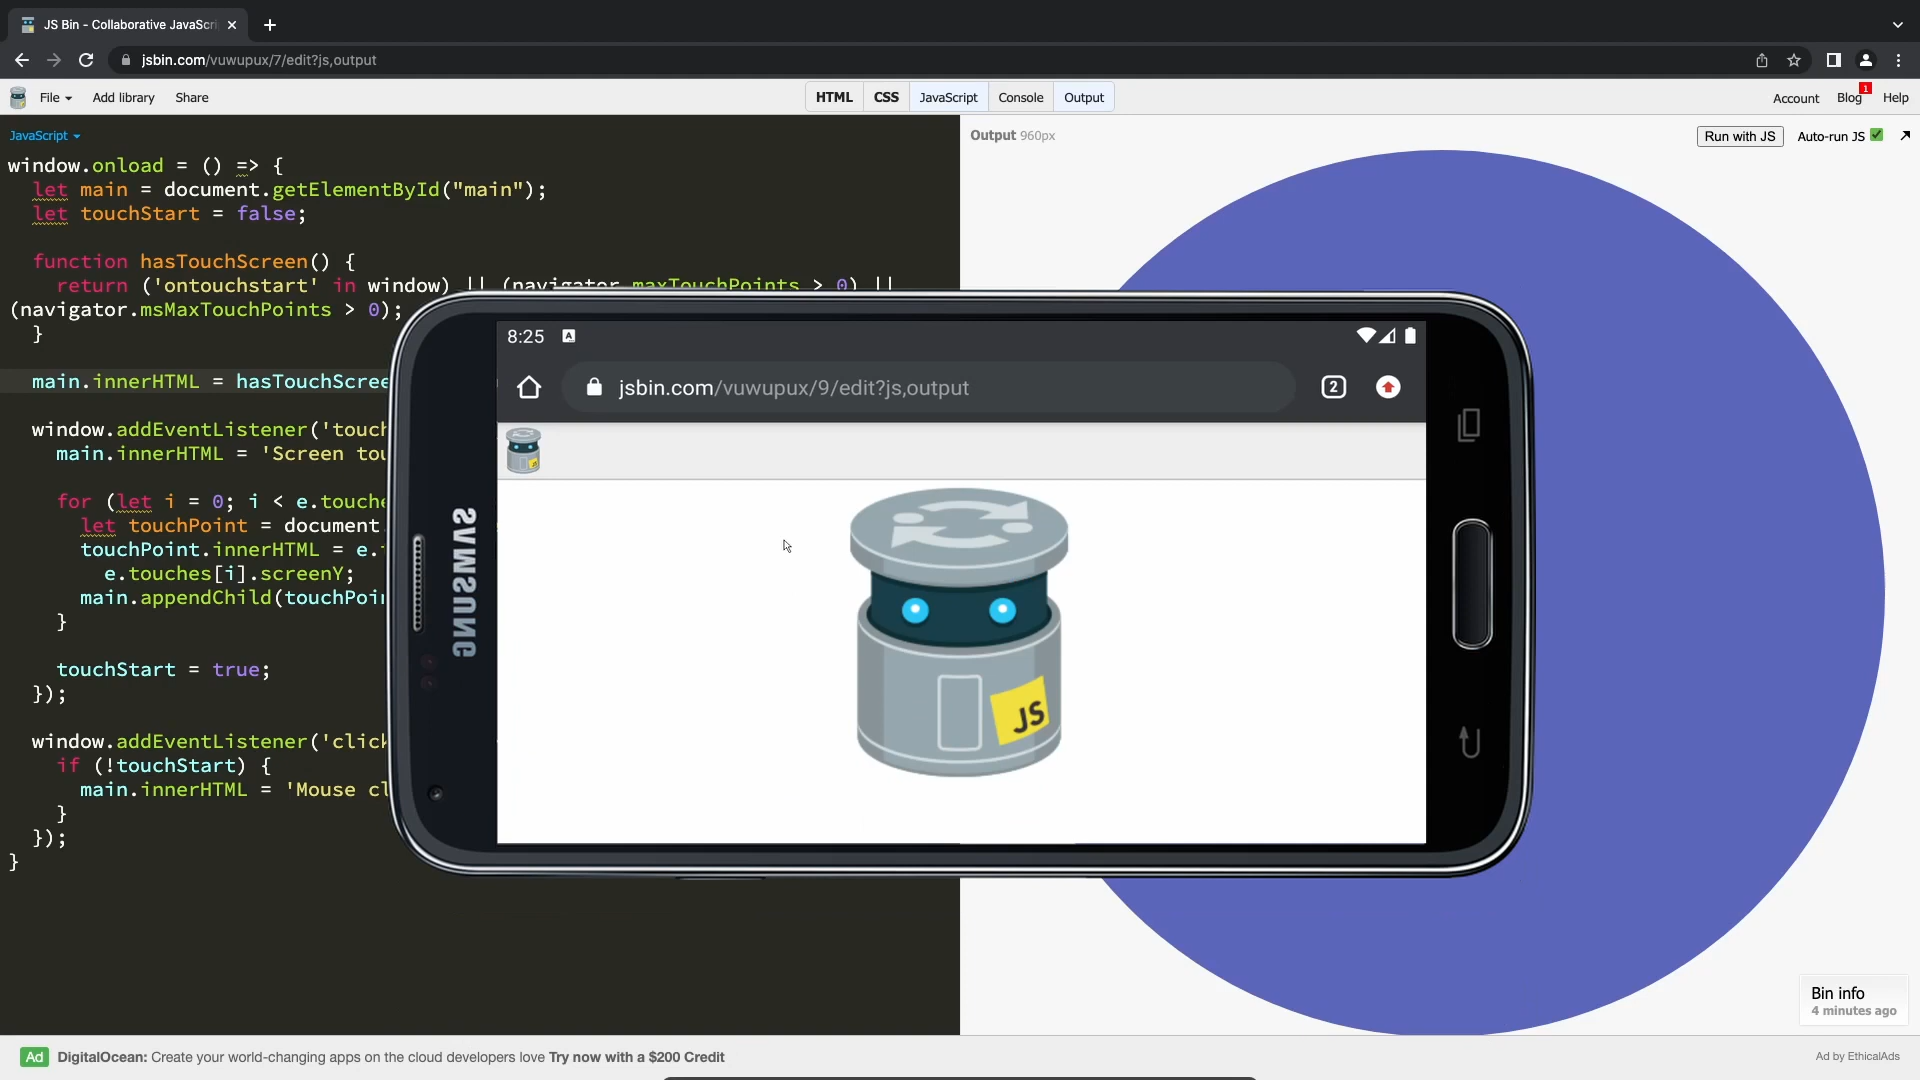 JS Bin - Collaborative JavaScri
jsbin.com/vuwupux/7/edit?js,output
File
Add library
Share
HTML
CSS
JavaScript
Console
Output
Account
Blog
1
Help
JavaScript
Output 960px
Run with JS
Auto-run JS
window.onload = () => {
let main = document.getElementById("main");
let touchStart = false;
function hasTouchScreen() {
return ('ontouchstart' in window) || (navigator.maxTouchPoints > 0) ||
(navigator.msMaxTouchPoints > 0);
}
main.innerHTML = hasTouchScree
window.addEventListener('touch
main.innerHTML = 'Screen tou
for (let i = 0; i < e.touche
let touchPoint = document.
touchPoint.innerHTML = e.
e.touches[i].screenY;
main.appendChild(touchPoin
}
touchStart = true;
});
window.addEventListener('click
if (!touchStart) {
main.innerHTML = 'Mouse cl
}
});
}
8:25
A
jsbin.com/vuwupux/9/edit?js,output
2
SAMSUNG
JS
Bin info
4 minutes ago
Ad
DigitalOcean: Create your world-changing apps on the cloud developers love Try now with a $200 Credit
Ad by EthicalAds